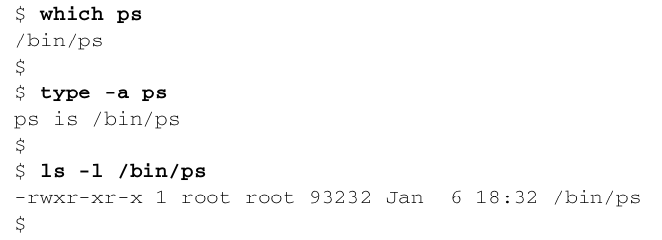 $ which ps
/bin/ps
$
$ type -a ps
ps is /bin/ps
$
$ ls -l /bin/ps
-rwxr-xr-x 1 root root 93232 Jan  6 18:32 /bin/ps
$